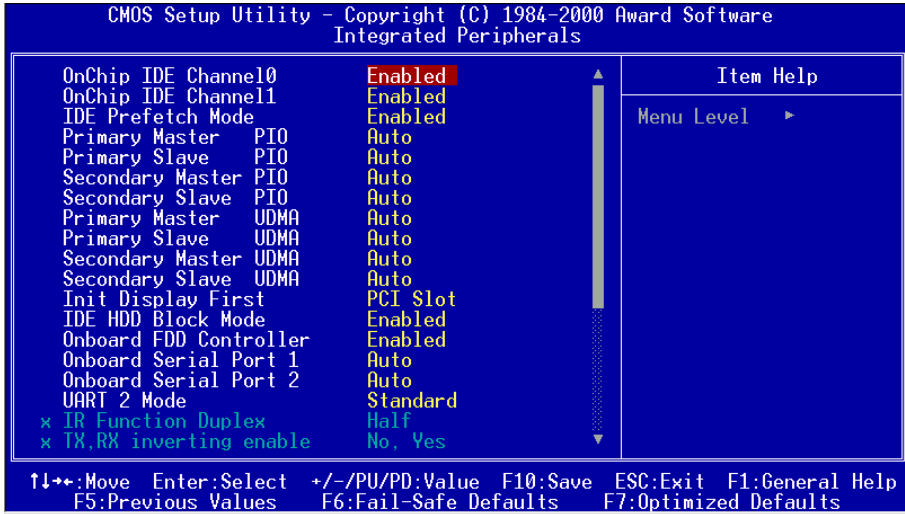 CMOS Setup Utility – Copyright (C) 1984-2000 Award Software
Integrated Peripherals
OnChip IDE Channel0 Enabled
OnChip IDE Channel1 Enabled
IDE Prefetch Mode Enabled
Primary Master PIO Auto
Primary Slave PIO Auto
Secondary Master PIO Auto
Secondary Slave PIO Auto
Primary Master UDMA Auto
Primary Slave UDMA Auto
Secondary Master UDMA Auto
Secondary Slave UDMA Auto
Init Display First PCI Slot
IDE HDD Block Mode Enabled
Onboard FDD Controller Enabled
Onboard Serial Port 1 Auto
Onboard Serial Port 2 Auto
UART 2 Mode Standard
x IR Function Duplex Half
x TX,RX inverting enable No, Yes
Item Help
Menu Level ►
↑↓→←:Move Enter:Select +/-/PU/PD:Value F10:Save ESC:Exit F1:General Help
F5:Previous Values F6:Fail-Safe Defaults F7:Optimized Defaults